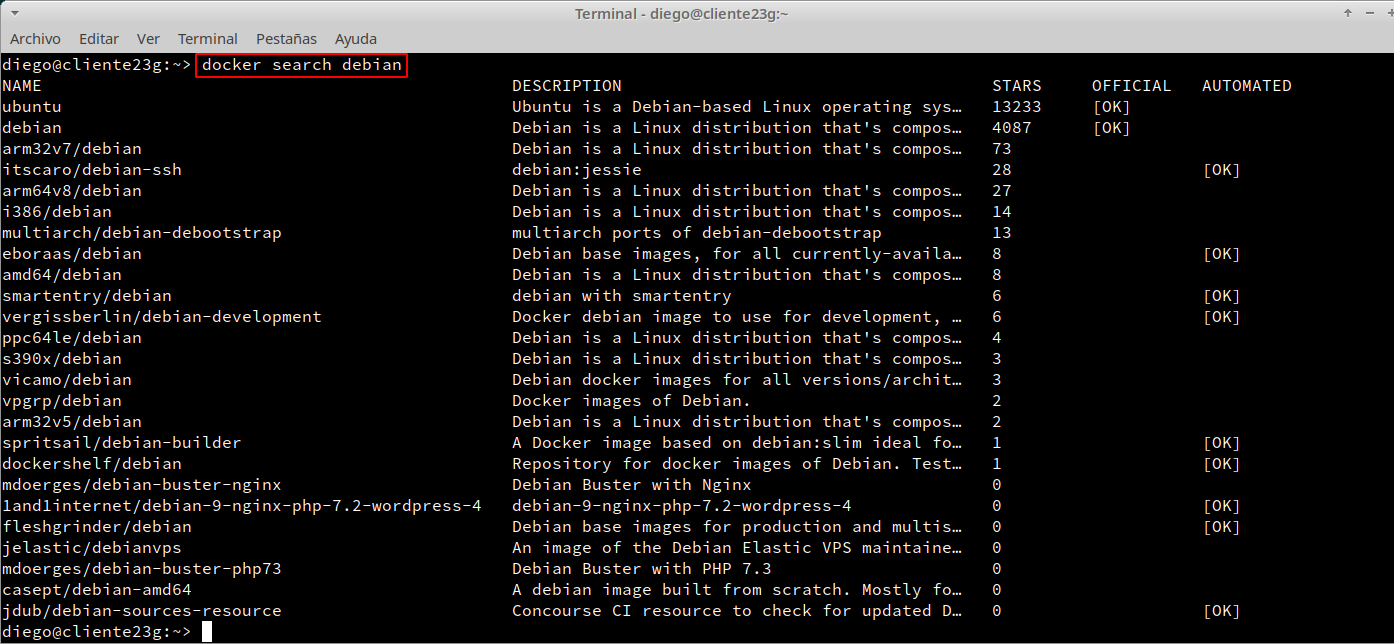 Terminal - diego@cliente23g:~
Archivo Editar Ver Terminal Pestañas Ayuda
diego@cliente23g:~> docker search debian
NAME DESCRIPTION STARS OFFICIAL AUTOMATED
ubuntu Ubuntu is a Debian-based Linux operating sys… 13233 [OK]
debian Debian is a Linux distribution that's compos… 4087 [OK]
arm32v7/debian Debian is a Linux distribution that's compos… 73
itscaro/debian-ssh debian:jessie 28 [OK]
arm64v8/debian Debian is a Linux distribution that's compos… 27
i386/debian Debian is a Linux distribution that's compos… 14
multiarch/debian-debootstrap multiarch ports of debian-debootstrap 13
eboraas/debian Debian base images, for all currently-availa… 8 [OK]
amd64/debian Debian is a Linux distribution that's compos… 8
smartentry/debian debian with smartentry 6 [OK]
vergissberlin/debian-development Docker debian image to use for development, … 6 [OK]
ppc64le/debian Debian is a Linux distribution that's compos… 4
s390x/debian Debian is a Linux distribution that's compos… 3
vicamo/debian Debian docker images for all versions/archit… 3
vpgrp/debian Docker images of Debian. 2
arm32v5/debian Debian is a Linux distribution that's compos… 2
spritsail/debian-builder A Docker image based on debian:slim ideal fo… 1 [OK]
dockershelf/debian Repository for docker images of Debian. Test… 1 [OK]
mdoerges/debian-buster-nginx Debian Buster with Nginx 0
1and1internet/debian-9-nginx-php-7.2-wordpress-4 debian-9-nginx-php-7.2-wordpress-4 0 [OK]
fleshgrinder/debian Debian base images for production and multis… 0 [OK]
jelastic/debianvps An image of the Debian Elastic VPS maintaine… 0
mdoerges/debian-buster-php73 Debian Buster with PHP 7.3 0
casept/debian-amd64 A debian image built from scratch. Mostly fo… 0
jdub/debian-sources-resource Concourse CI resource to check for updated D… 0 [OK]
diego@cliente23g:~>